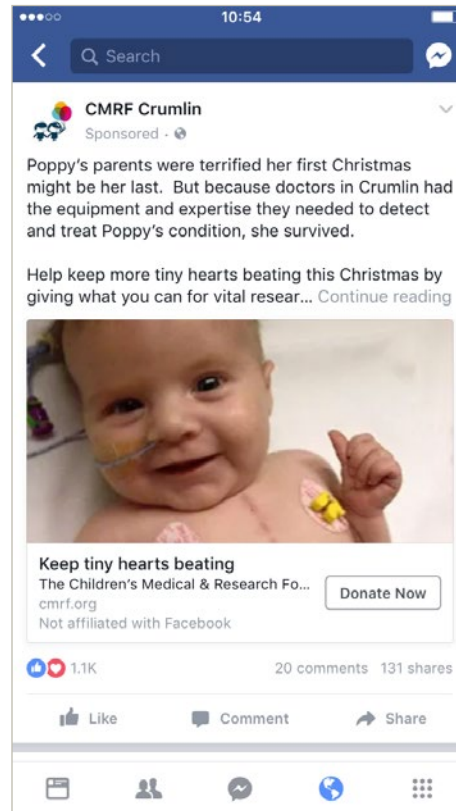 10:54
Search
CMRF Crumlin
Sponsored ·
Poppy's parents were terrified her first Christmas
might be her last.  But because doctors in Crumlin had
the equipment and expertise they needed to detect
and treat Poppy's condition, she survived.
Help keep more tiny hearts beating this Christmas by
giving what you can for vital resear... Continue reading
Keep tiny hearts beating
The Children's Medical & Research Fo...
cmrf.org
Not affiliated with Facebook
Donate Now
1.1K
20 comments 131 shares
Like Comment Share